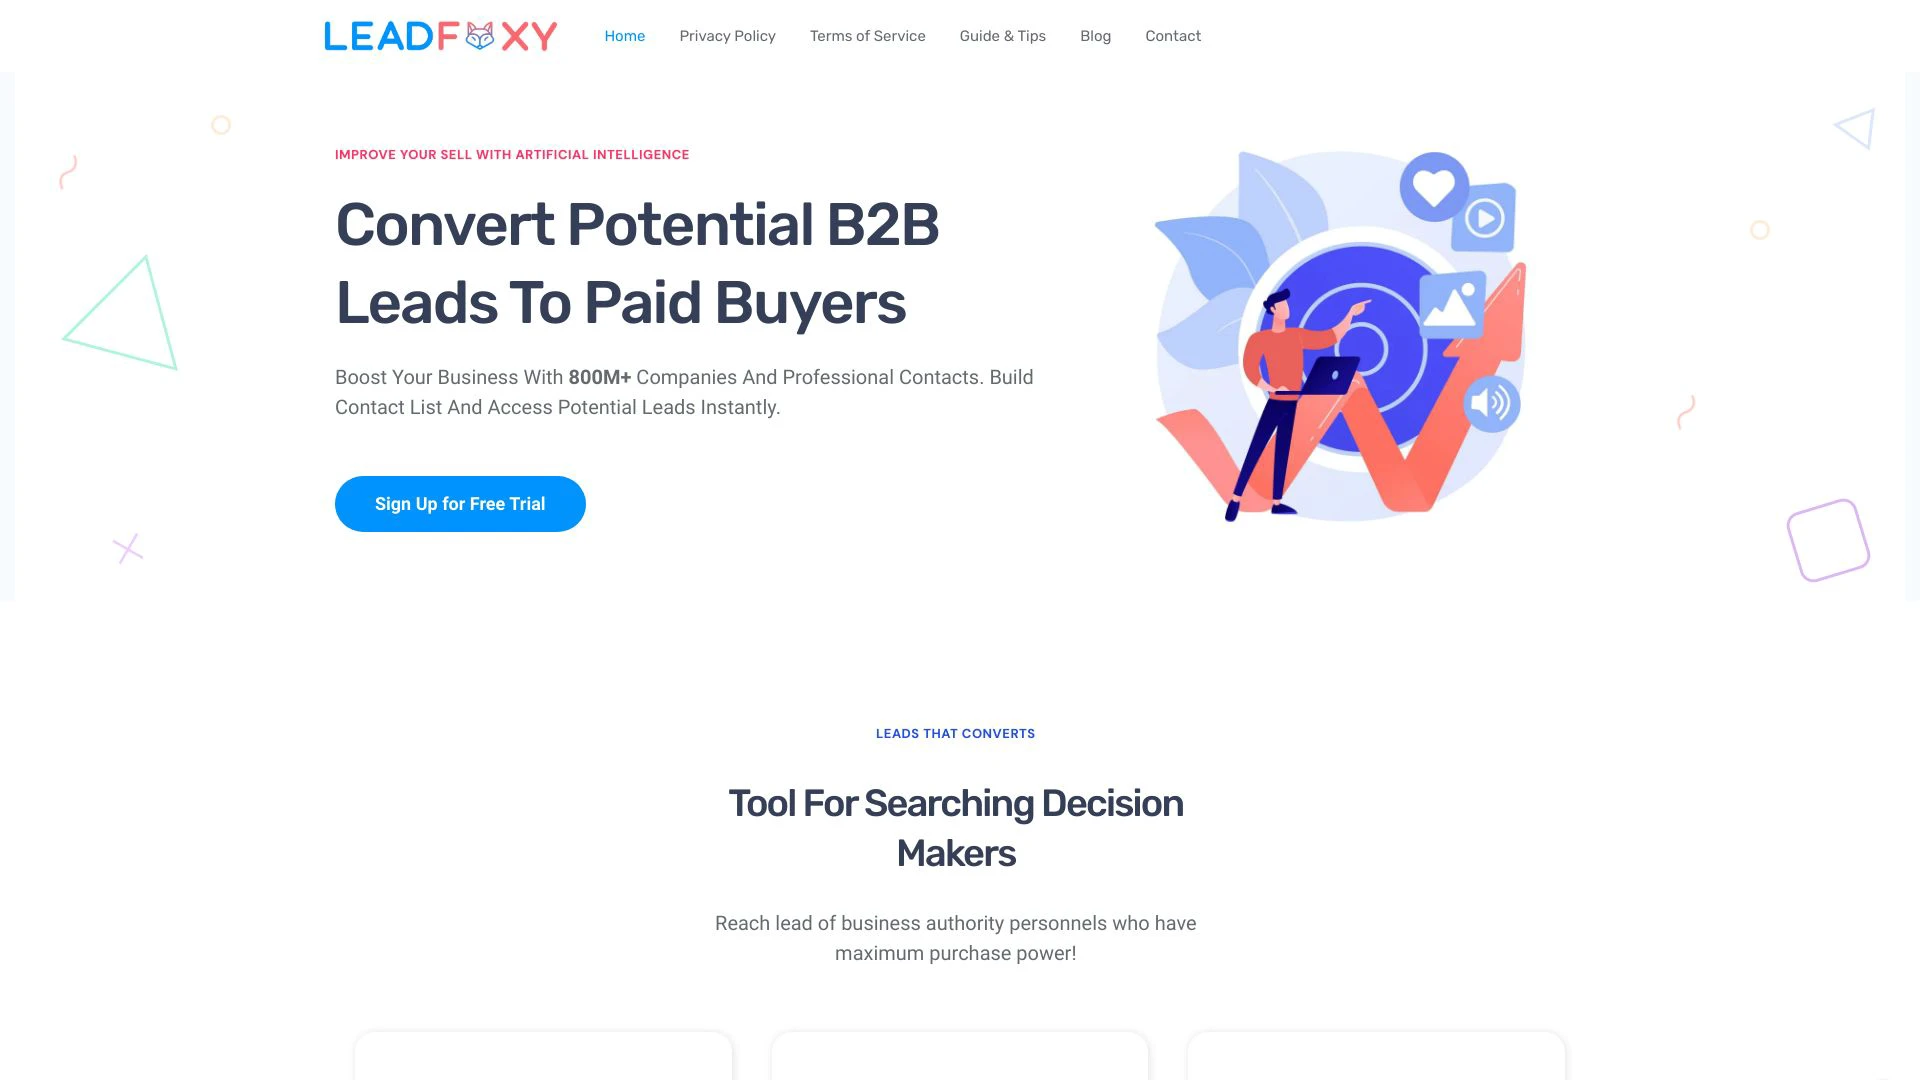 LEADFOXY
Home
Privacy Policy
Terms of Service
Guide & Tips
Blog
Contact
IMPROVE YOUR SELL WITH ARTIFICIAL INTELLIGENCE
Convert Potential B2B
Leads To Paid Buyers
Boost Your Business With 800M+ Companies And Professional Contacts. Build
Contact List And Access Potential Leads Instantly.
Sign Up for Free Trial
LEADS THAT CONVERTS
Tool For Searching Decision
Makers
Reach lead of business authority personnels who have
maximum purchase power!